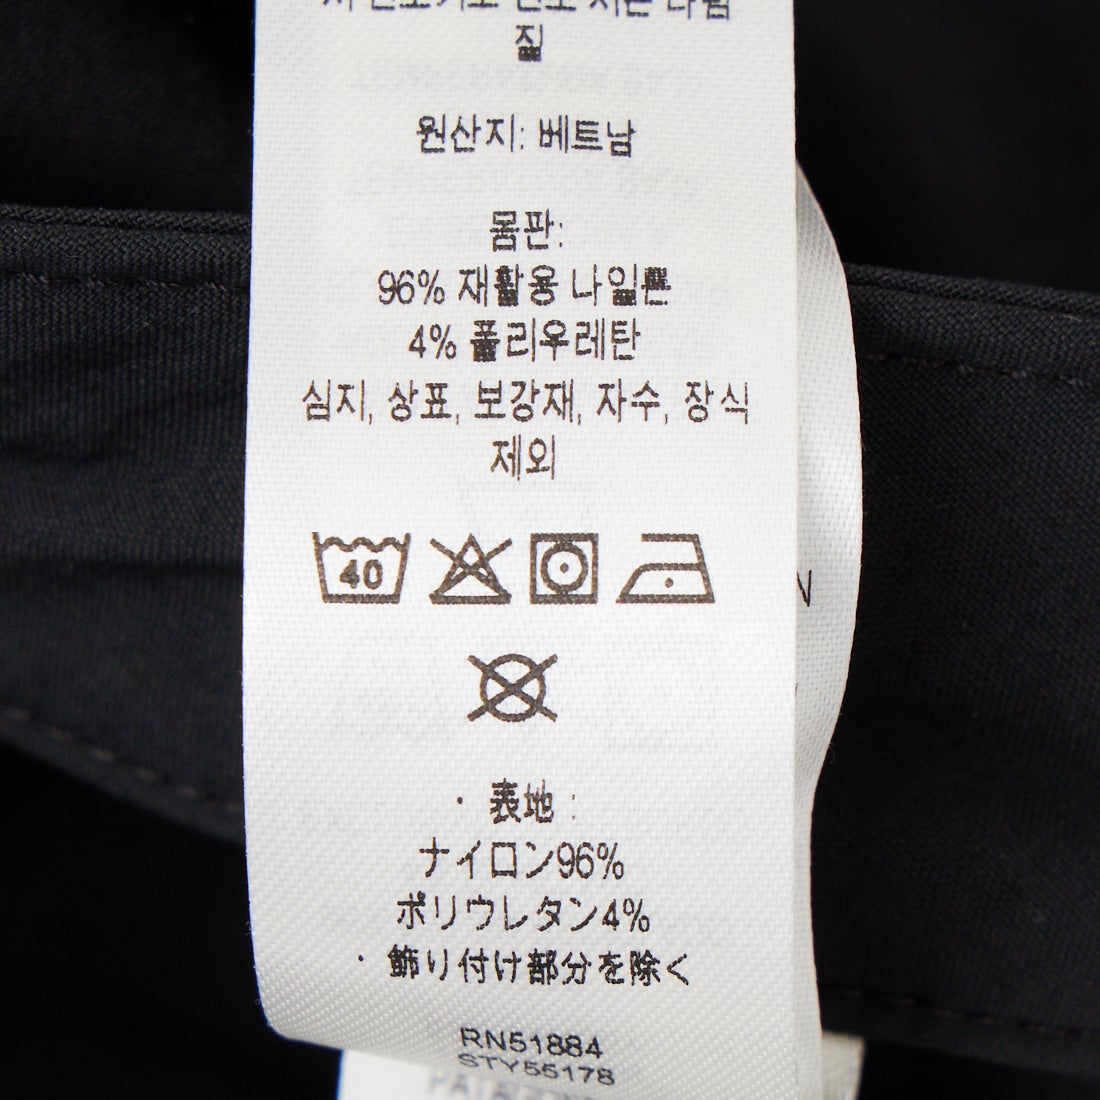 질
원산지: 베트남
몸판:
96% 재활용 나일론
4% 폴리우레탄
심지, 상표, 보강재, 자수, 장식
제외
40
· 表地 :
ナイロン96%
ポリウレタン4%
· 飾り付け部分を除く
RN51884
STY55178